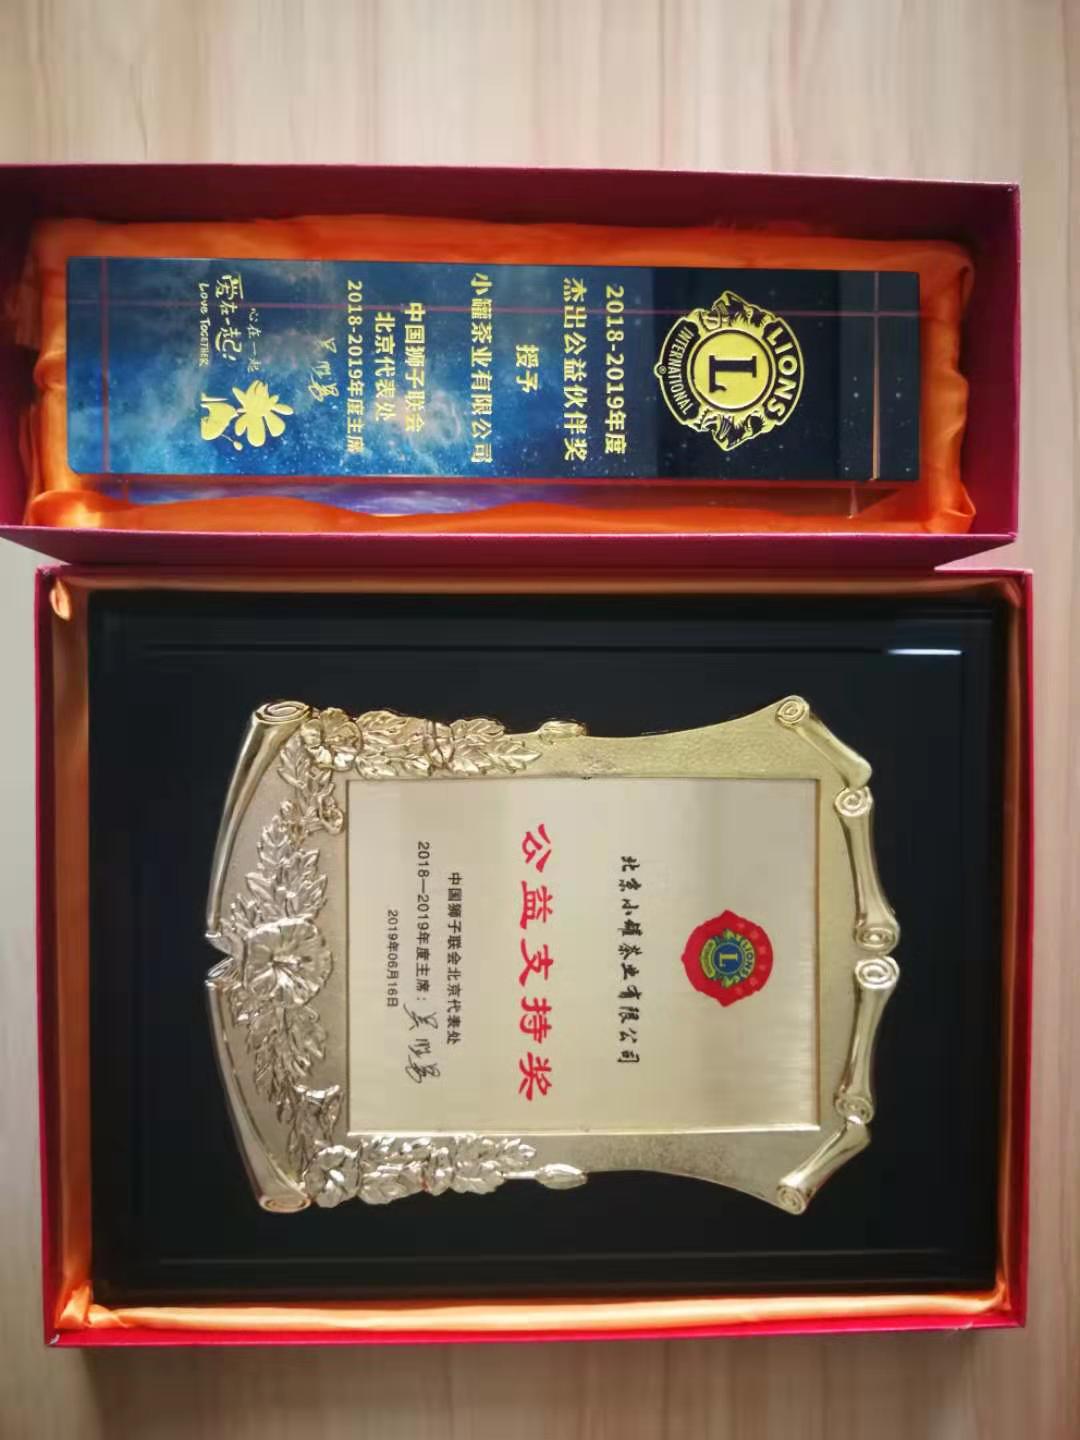 LIONS
L
INTERNATIONAL
®
2018-2019年度
杰出公益伙伴奖
授予
小罐茶业有限公司
中国狮子联会
北京代表处
2018-2019年度主席
心在一起
爱在一起!
Love Together
LIONS
L
北京小罐茶业有限公司
公益支持奖
中国狮子联会北京代表处
2018—2019年度主席:
2019年06月16日